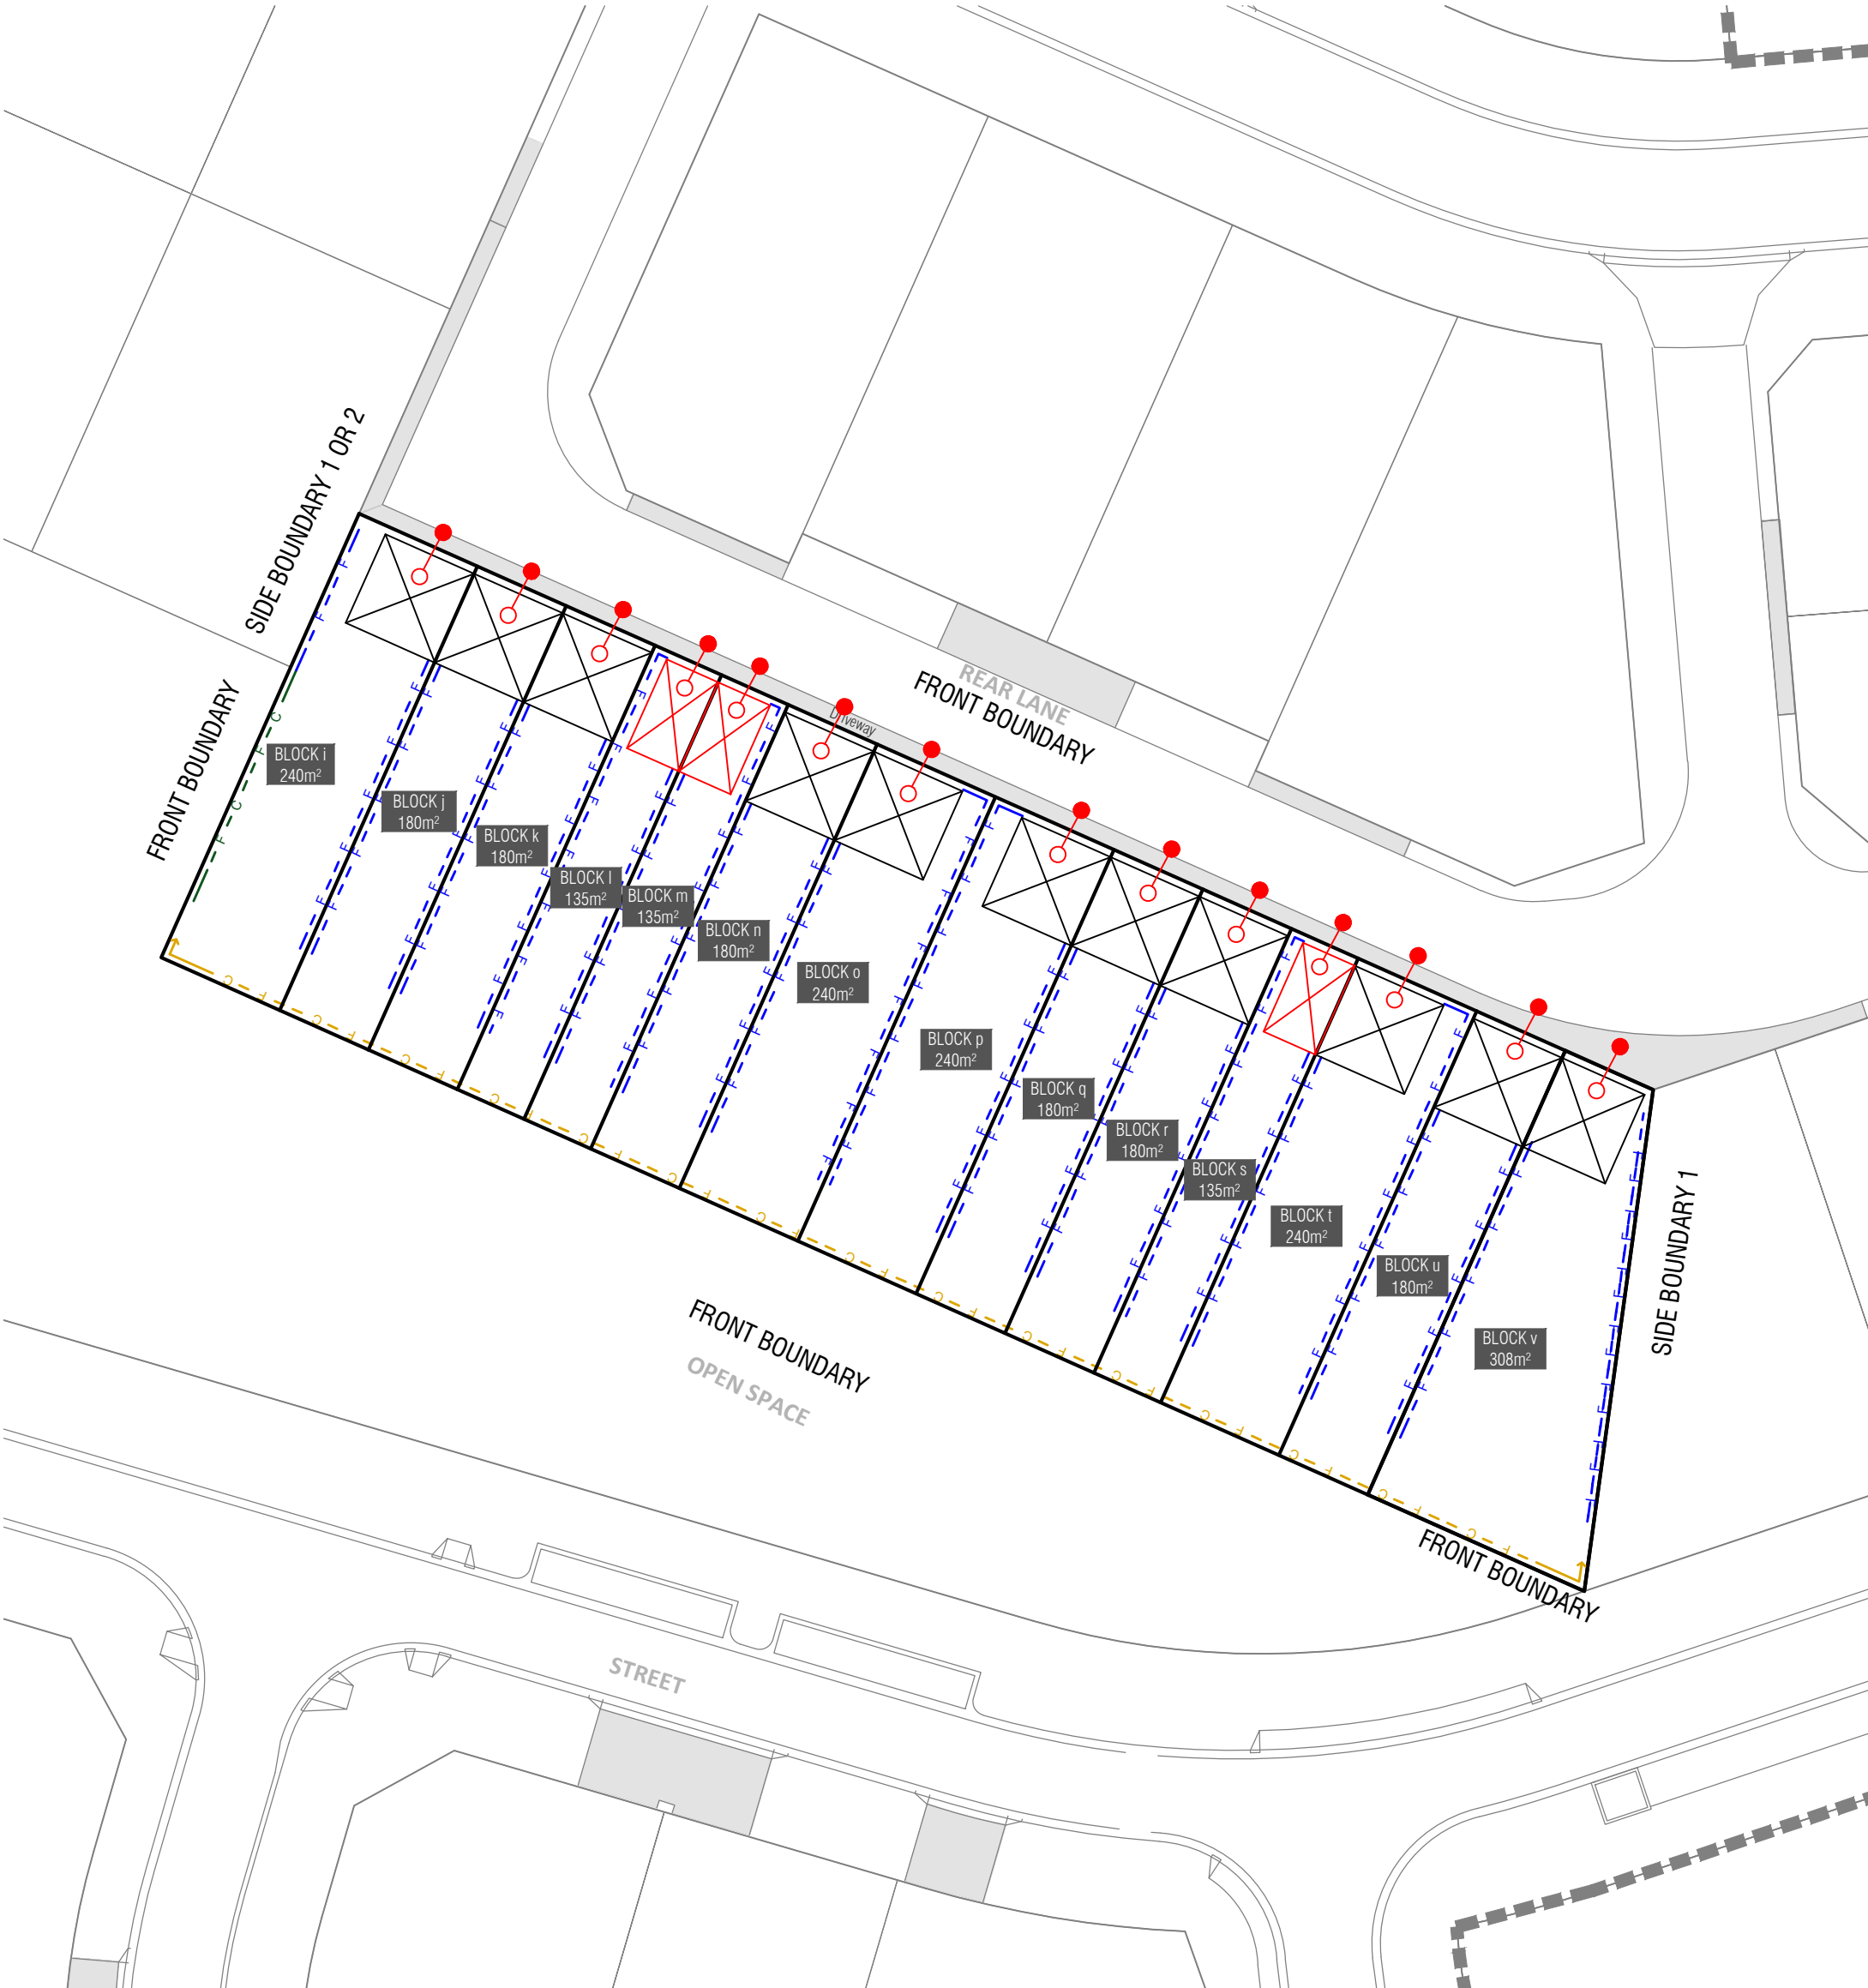 SIDE BOUNDARY 1 OR 2
FRONT BOUNDARY
REAR LANE
FRONT BOUNDARY
Driveway
BLOCK i
240m²
BLOCK j
180m²
BLOCK k
180m²
BLOCK l
135m²
BLOCK m
135m²
BLOCK n
180m²
BLOCK o
240m²
BLOCK p
240m²
BLOCK q
180m²
BLOCK r
180m²
BLOCK s
135m²
BLOCK t
240m²
BLOCK u
180m²
BLOCK v
308m²
SIDE BOUNDARY 1
FRONT BOUNDARY
OPEN SPACE
FRONT BOUNDARY
STREET